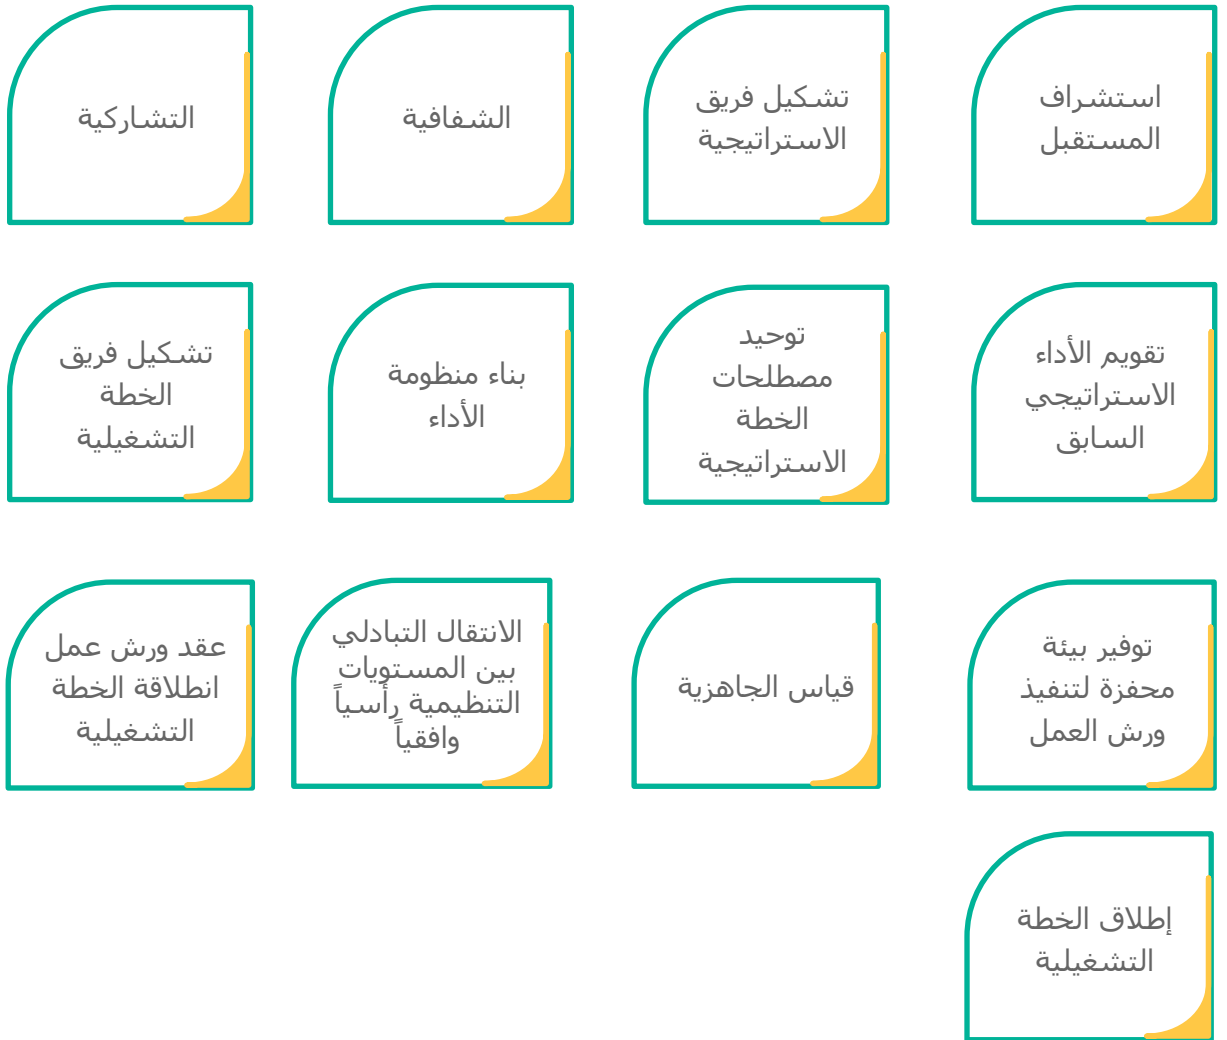 استشراف
المستقبل
تشكيل فريق
الاستراتيجية
الشفافية
التشاركية
تقويم الأداء
الاستراتيجي
السابق
توحيد
مصطلحات
الخطة
الاستراتيجية
بناء منظومة
الأداء
تشكيل فريق
الخطة
التشغيلية
توفير بيئة
محفزة لتنفيذ
ورش العمل
قياس الجاهزية
الانتقال التبادلي
بين المستويات
التنظيمية رأسياً
وافقياً
عقد ورش عمل
انطلاقة الخطة
التشغيلية
إطلاق الخطة
التشغيلية